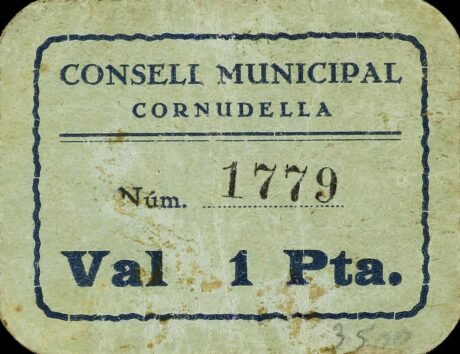 CONSELL MUNICIPAL
CORNUDELLA
Núm. 1779
Val 1 Pta.